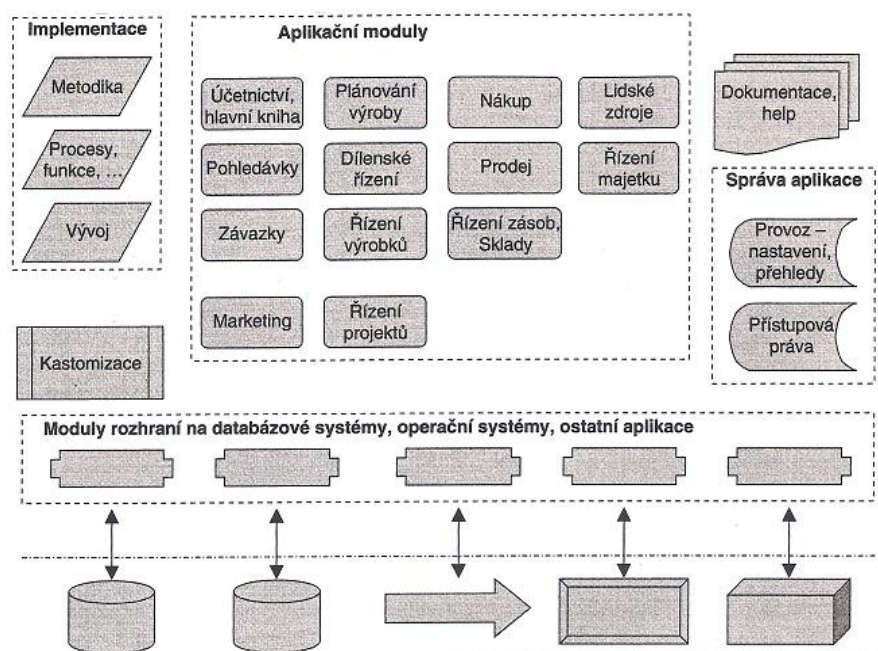 Implementace
Metodika
Procesy,
funkce, ...
Vývoj
Kastomizace
Aplikační moduly
Účetnictví,
hlavní kniha
Plánování
výroby
Nákup
Lidské
zdroje
Pohledávky
Dílenské
řízení
Prodej
Řízení
majetku
Závazky
Řízení
výrobků
Řízení zásob,
Sklady
Marketing
Řízení
projektů
Dokumentace,
help
Správa aplikace
Provoz –
nastavení,
přehledy
Přístupová
práva
Moduly rozhraní na databázové systémy, operační systémy, ostatní aplikace